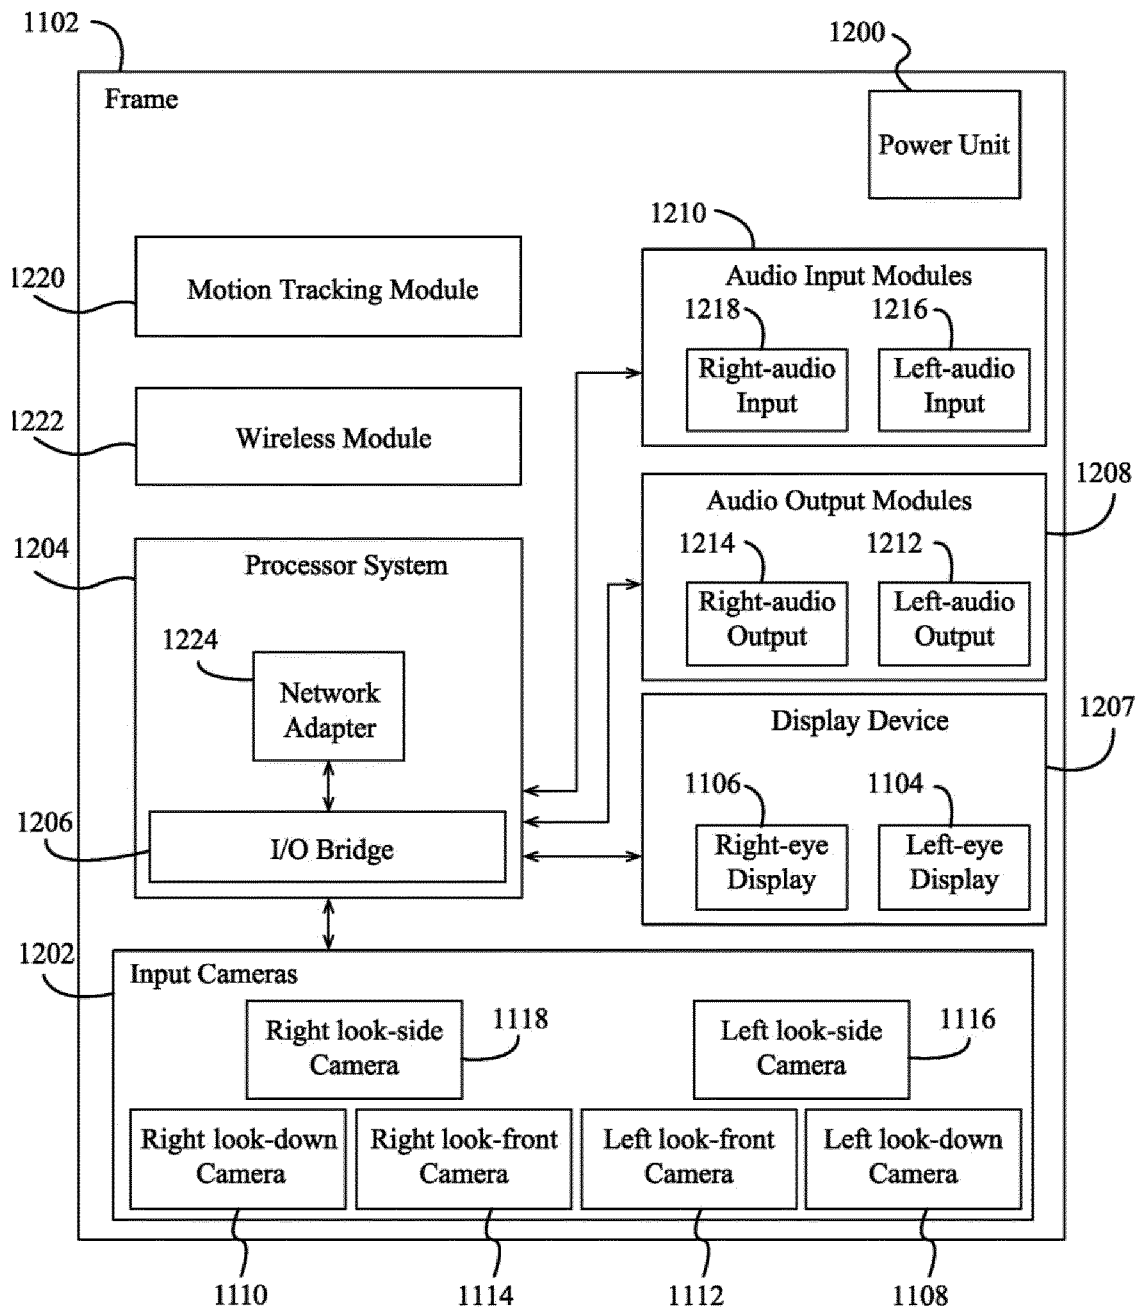 1102
1200
Frame
Power Unit
1210
1220
Motion Tracking Module
Audio Input Modules
1218
1216
Right-audio
Input
Left-audio
Input
1222
Wireless Module
1208
Audio Output Modules
1204
Processor System
1214
1212
Right-audio
Output
Left-audio
Output
1224
Network
Adapter
1207
Display Device
1106
1104
1206
I/O Bridge
Right-eye
Display
Left-eye
Display
1202
Input Cameras
Right look-side
Camera
1118
Left look-side
Camera
1116
Right look-down
Camera
Right look-front
Camera
Left look-front
Camera
Left look-down
Camera
1110
1114
1112
1108